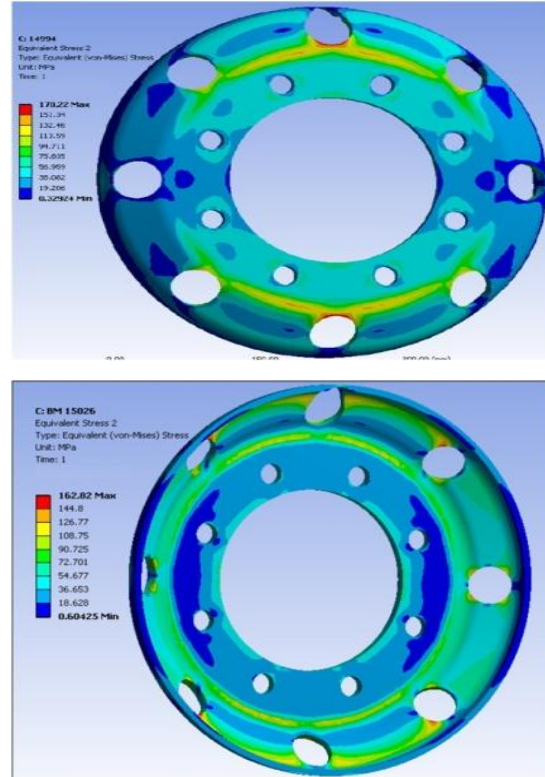 C: 14994
Equivalent Stress 2
Type: Equivalent (von-Mises) Stress
Unit: MPa
Time: 1
170.22 Max
151.34
132.46
113.59
94.711
75.835
56.959
38.082
19.206
0.32924 Min
C: BM 15026
Equivalent Stress 2
Type: Equivalent (von-Mises) Stress
Unit: MPa
Time: 1
162.82 Max
144.8
126.77
108.75
90.725
72.701
54.677
36.653
18.628
0.60425 Min